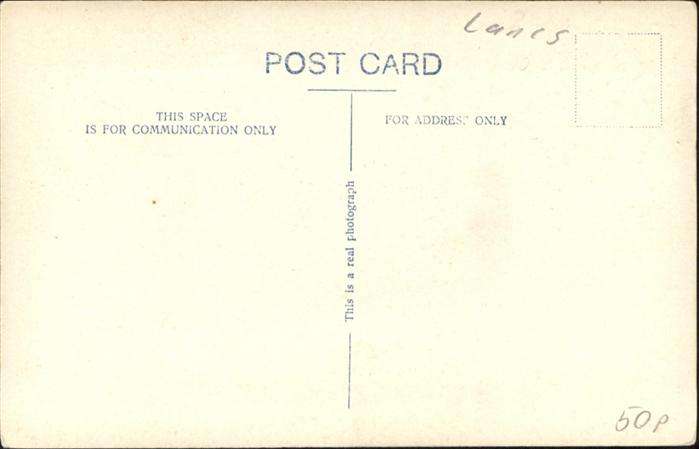 Lancs
POST CARD
THIS SPACE
IS FOR COMMUNICATION ONLY
FOR ADDRESS ONLY
This is a real photograph
50p